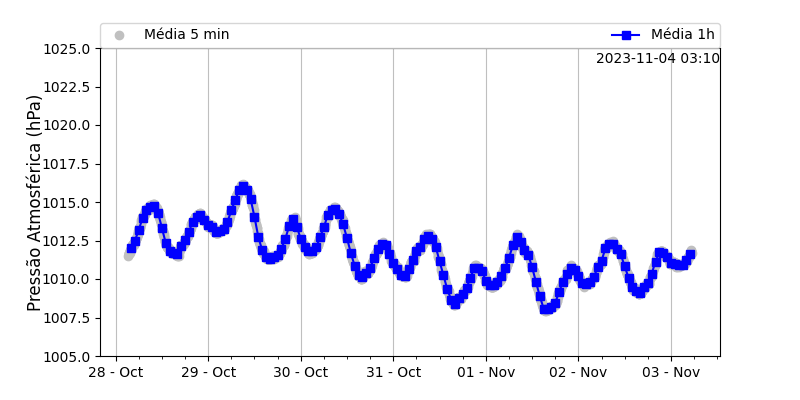 Média 5 min
Média 1h
2023-11-04 03:10
Pressão Atmosférica (hPa)
1025.0
1022.5
1020.0
1017.5
1015.0
1012.5
1010.0
1007.5
1005.0
28 - Oct
29 - Oct
30 - Oct
31 - Oct
01 - Nov
02 - Nov
03 - Nov